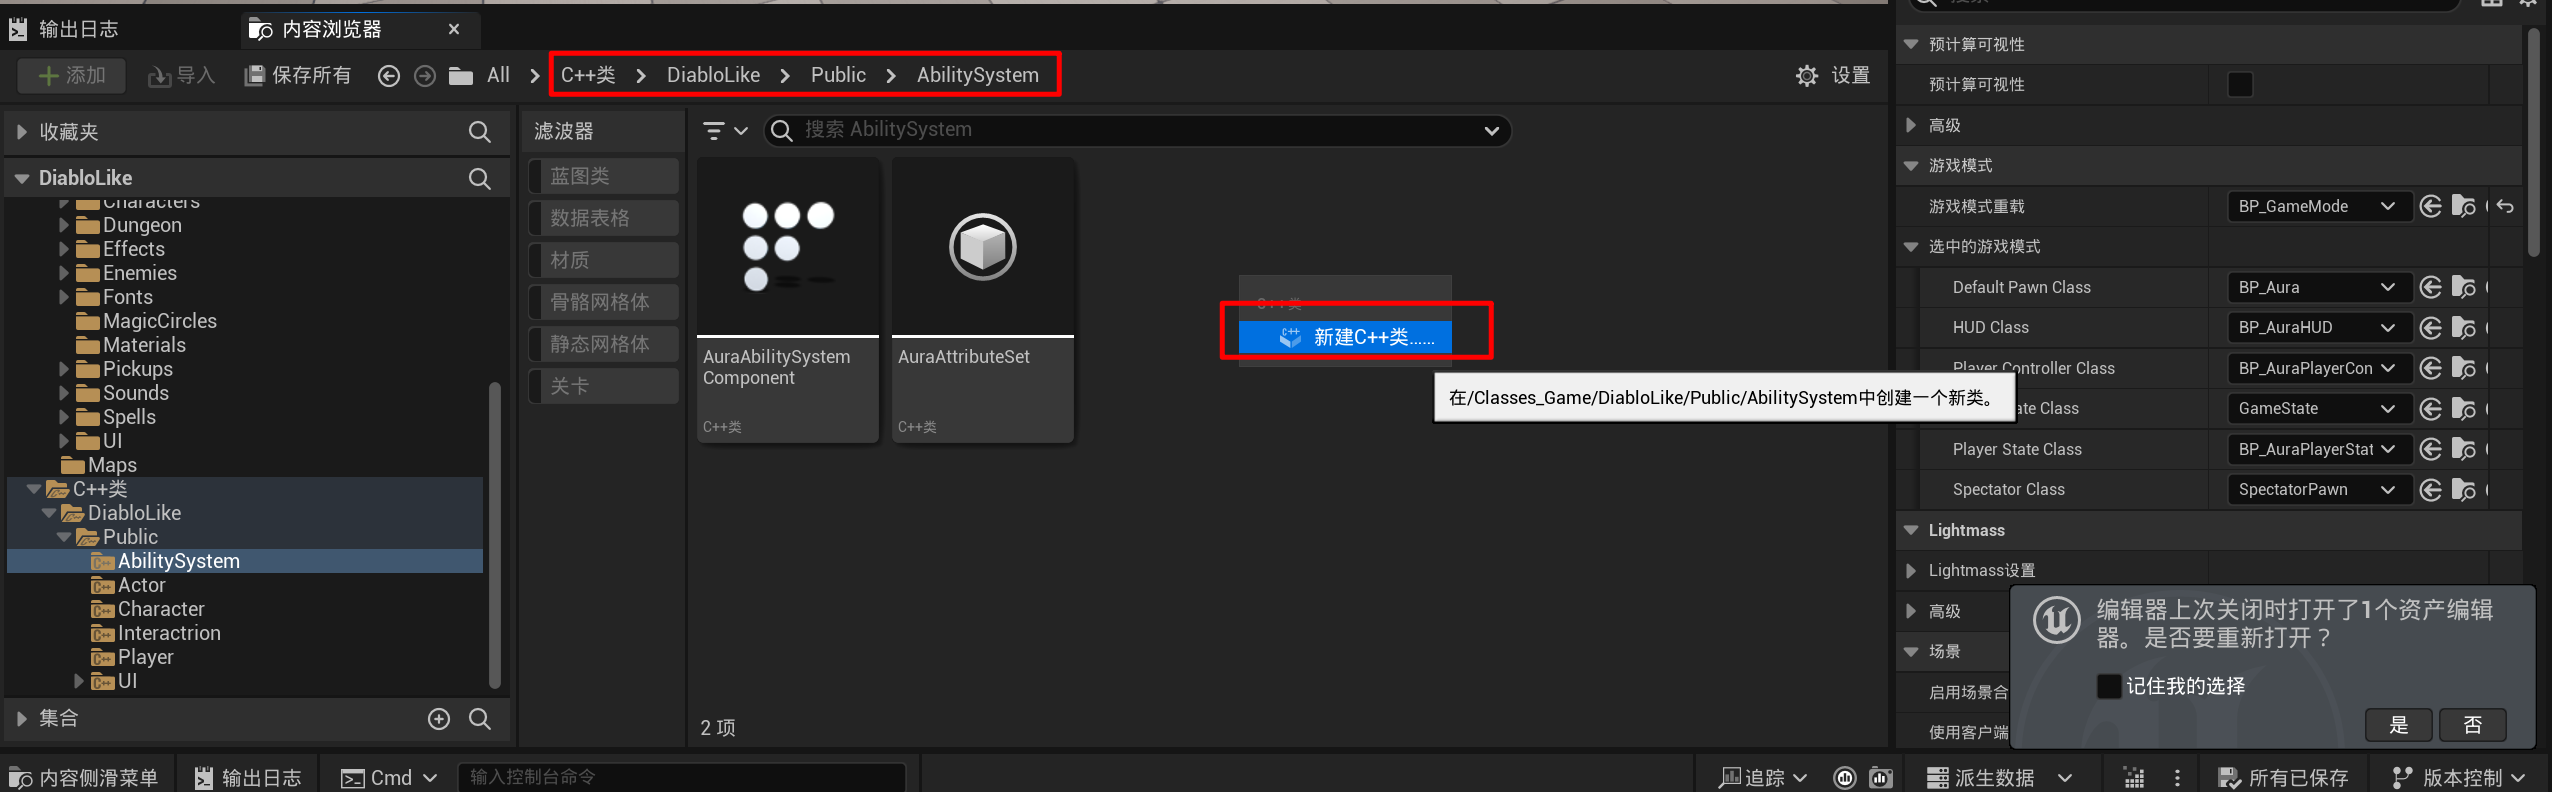 输出日志
内容浏览器
添加
导入
保存所有
All
C++类
DiabloLike
Public
AbilitySystem
设置
收藏夹
DiabloLike
Characters
Dungeon
Effects
Enemies
Fonts
MagicCircles
Materials
Pickups
Sounds
Spells
UI
Maps
C++类
DiabloLike
Public
AbilitySystem
Actor
Character
Interactrion
Player
UI
集合
滤波器
蓝图类
数据表格
材质
骨骼网格体
静态网格体
关卡
搜索 AbilitySystem
AuraAbilitySystem
Component
C++类
AuraAttributeSet
C++类
C++类
新建C++类......
在/Classes_Game/DiabloLike/Public/AbilitySystem中创建一个新类。
2 项
搜索
预计算可视性
预计算可视性
高级
游戏模式
游戏模式重载
BP_GameMode
选中的游戏模式
Default Pawn Class
BP_Aura
HUD Class
BP_AuraHUD
Player Controller Class
BP_AuraPlayerCon
ate Class
GameState
Player State Class
BP_AuraPlayerStat
Spectator Class
SpectatorPawn
Lightmass
Lightmass设置
高级
场景
启用场景合
使用客户端
编辑器上次关闭时打开了1个资产编辑
器。是否要重新打开？
记住我的选择
是
否
内容侧滑菜单
输出日志
Cmd
输入控制台命令
追踪
派生数据
所有已保存
版本控制